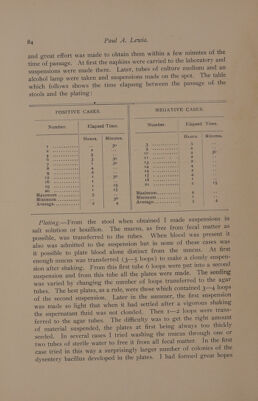 84 Paul A. Lewis.
and great effort was made to obtain them within a few minutes of the
time of passage. At first the napkins were carried to the laboratory and
suspensions were made there. Later, tubes of culture medium and an
alcohol lamp were taken and suspensions made on the spot. The table
which follows shows the time elapsing between the passage of the
stools and the plating:
POSITIVE CASES. NEGATIVE CASES.
Number. Elapsed Time. Number. Elapsed Time.
Hours. Minutes. Hours. Minutes.
Maximum
Minimum
Average
Maximum
Minimum
Average
Plating.—From the stool when obtained I made suspensions in
salt solution or bouillon. The mucus, as free from fecal matter as
possible, was transferred to the tubes. When blood was present it
also was admitted to the suspension but in none of these cases was
it possible to plate blood alone distinct from the mucus. At first
enough mucus was transferred (3—5 loops) to make a cloudy suspen-
sion after shaking. From this first tube 6 loops were put into a second
suspension and from this tube all the plates were made. The seeding
was varied by changing the number of loops transferred to the agar
tubes. The best plates, as a rule, were those which contained 3—4 loops
of the second suspension. Later in the summer, the first suspension
was made so light that when it had settled after a vigorous shaking
the supernatant fluid was not clouded. Then 1—2 loops were trans-
ferred to the agar tubes. The difficulty was to get the right amount
of material suspended, the plates at first being always too thickly
seeded. In several cases I tried washing the mucus through one or
two tubes of sterile water to free it from all fecal matter. In the first
case tried in this way a surprisingly larger number of colonies of the
dysentery bacillus developed in the plates. I had formed great hopes